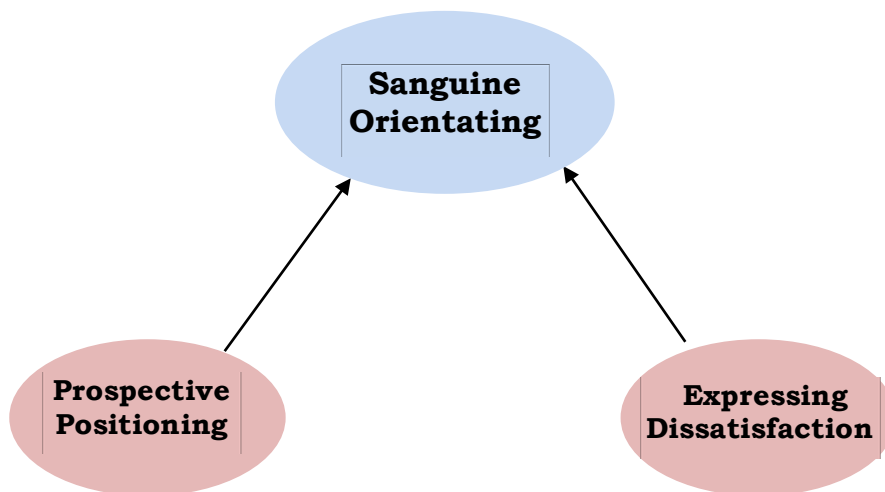 Sanguine
Orientating
Prospective
Positioning
Expressing
Dissatisfaction